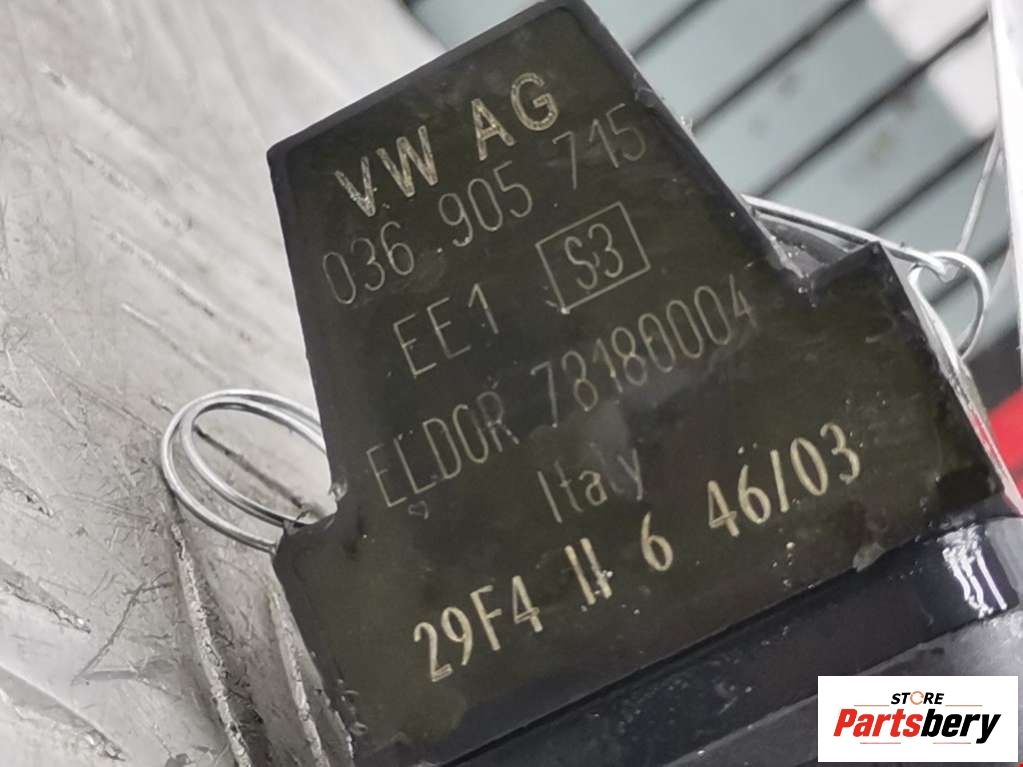 VW AG
036 905 715
EE1 S3
ELDOR 78180004
Italy
29F4 II 6 46/03
STORE
Partsbery